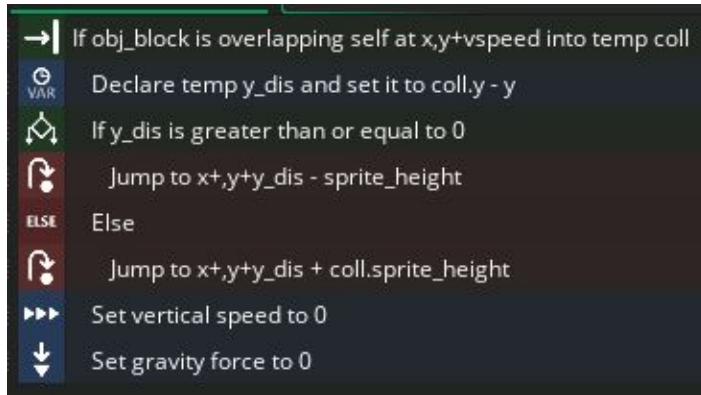 If obj_block is overlapping self at x,y+vspeed into temp coll
VAR Declare temp y_dis and set it to coll.y - y
If y_dis is greater than or equal to 0
Jump to x+,y+y_dis - sprite_height
ELSE Else
Jump to x+,y+y_dis + coll.sprite_height
Set vertical speed to 0
Set gravity force to 0